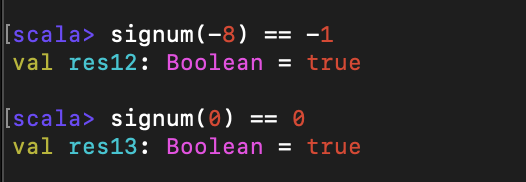 [scala> signum(-8) == -1
val res12: Boolean = true
[scala> signum(0) == 0
val res13: Boolean = true